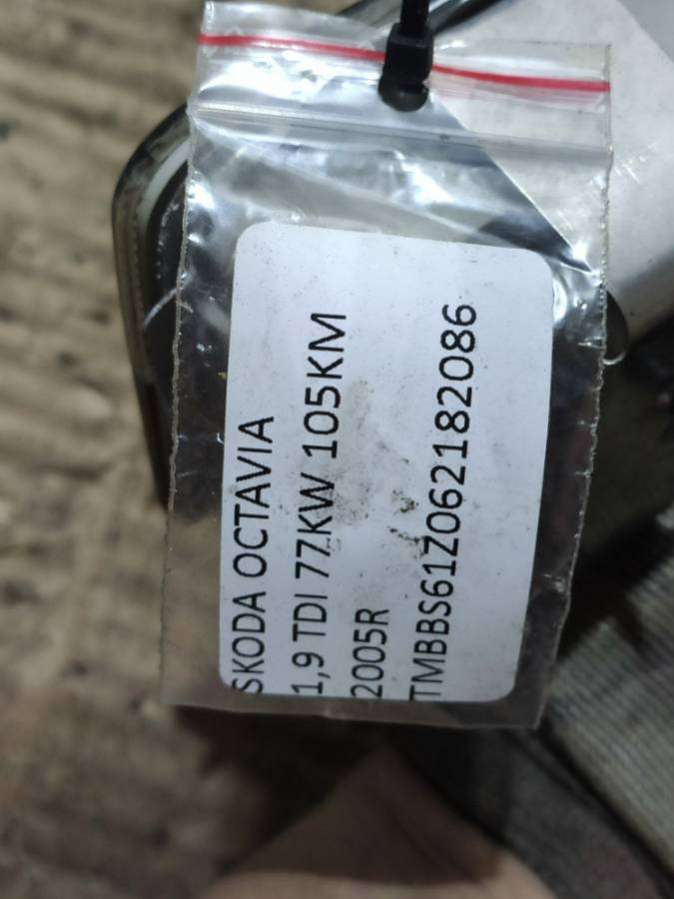 SKODA OCTAVIA
1,9 TDI 77KW 105KM
2005R
TMBBS61Z062182086